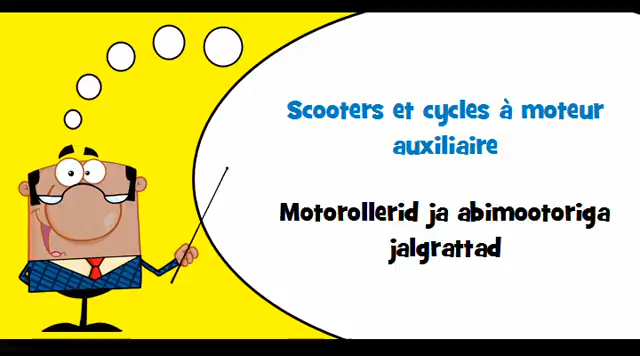 Scooters et cycles à moteur
auxiliaire
Motorollerid ja abimootoriga
jalgrattad